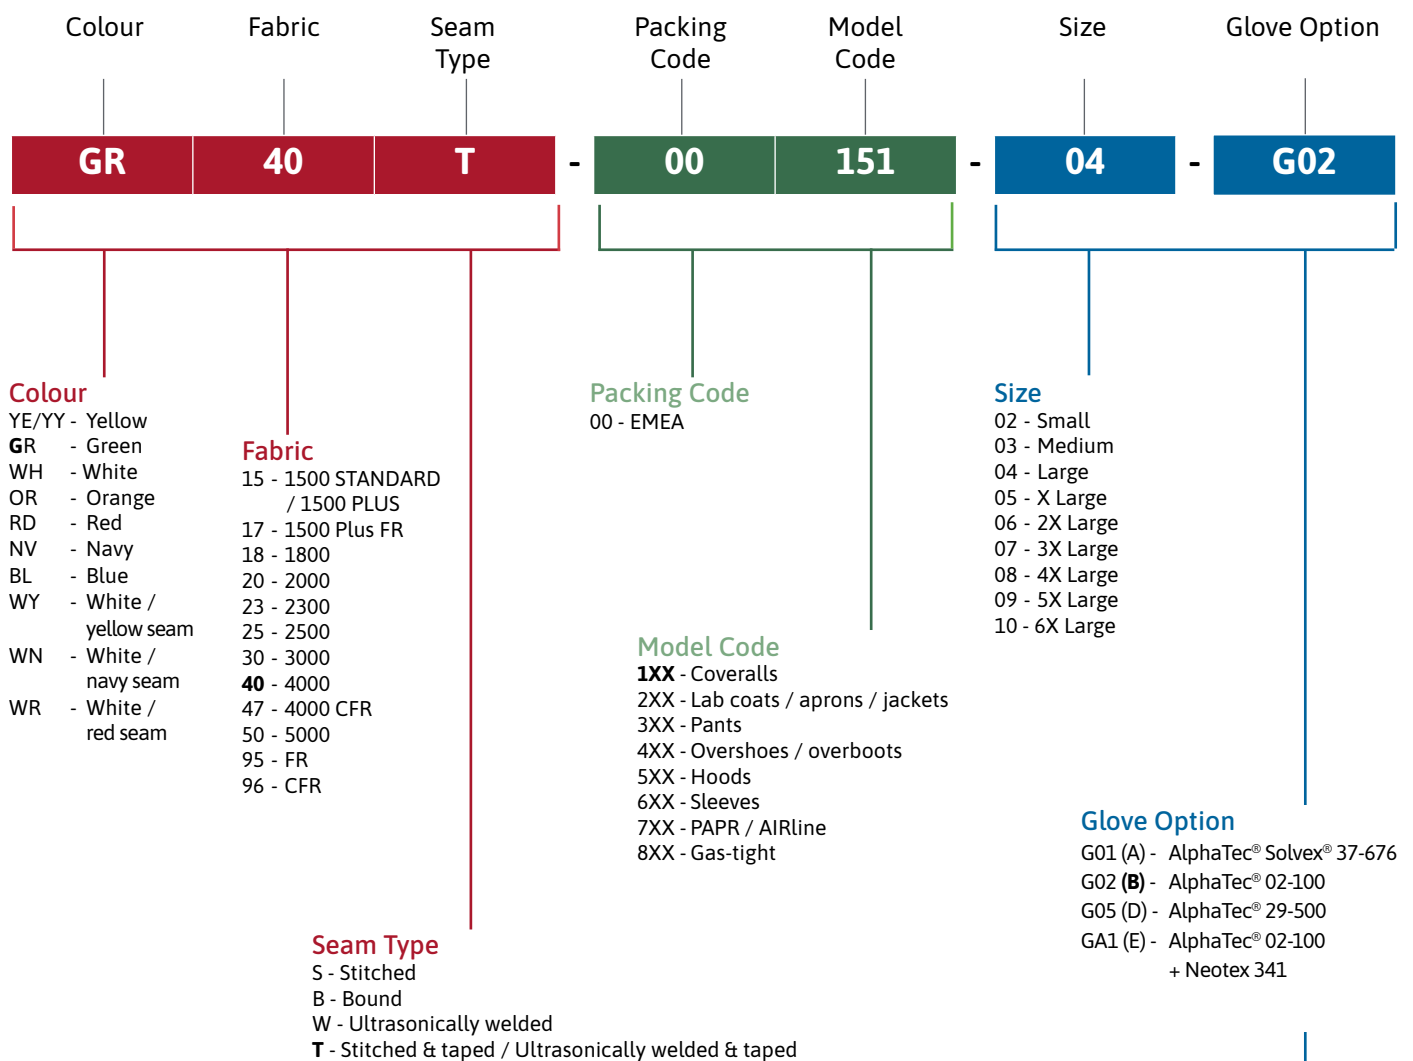 Colour
Fabric
Seam
Type
Packing
Code
Model
Code
Size
Glove Option
GR 40 T - 00 151 - 04 - G02
Colour
YE/YY - Yellow
GR - Green
WH - White
OR - Orange
RD - Red
NV - Navy
BL - Blue
WY - White /
yellow seam
WN - White /
navy seam
WR - White /
red seam
Fabric
15 - 1500 STANDARD
/ 1500 PLUS
17 - 1500 Plus FR
18 - 1800
20 - 2000
23 - 2300
25 - 2500
30 - 3000
40 - 4000
47 - 4000 CFR
50 - 5000
95 - FR
96 - CFR
Seam Type
S - Stitched
B - Bound
W - Ultrasonically welded
T - Stitched & taped / Ultrasonically welded & taped
Packing Code
00 - EMEA
Model Code
1XX - Coveralls
2XX - Lab coats / aprons / jackets
3XX - Pants
4XX - Overshoes / overboots
5XX - Hoods
6XX - Sleeves
7XX - PAPR / AIRline
8XX - Gas-tight
Size
02 - Small
03 - Medium
04 - Large
05 - X Large
06 - 2X Large
07 - 3X Large
08 - 4X Large
09 - 5X Large
10 - 6X Large
Glove Option
G01 (A) - AlphaTec® Solvex® 37-676
G02 (B) - AlphaTec® 02-100
G05 (D) - AlphaTec® 29-500
GA1 (E) - AlphaTec® 02-100
+ Neotex 341